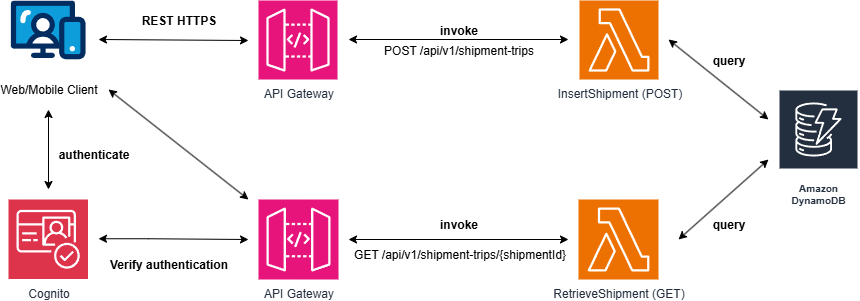 REST HTTPS
invoke
POST /api/v1/shipment-trips
query
Web/Mobile Client
API Gateway
InsertShipment (POST)
authenticate
Amazon
DynamoDB
invoke
query
GET /api/v1/shipment-trips/{shipmentId}
Verify authentication
Cognito
API Gateway
RetrieveShipment (GET)